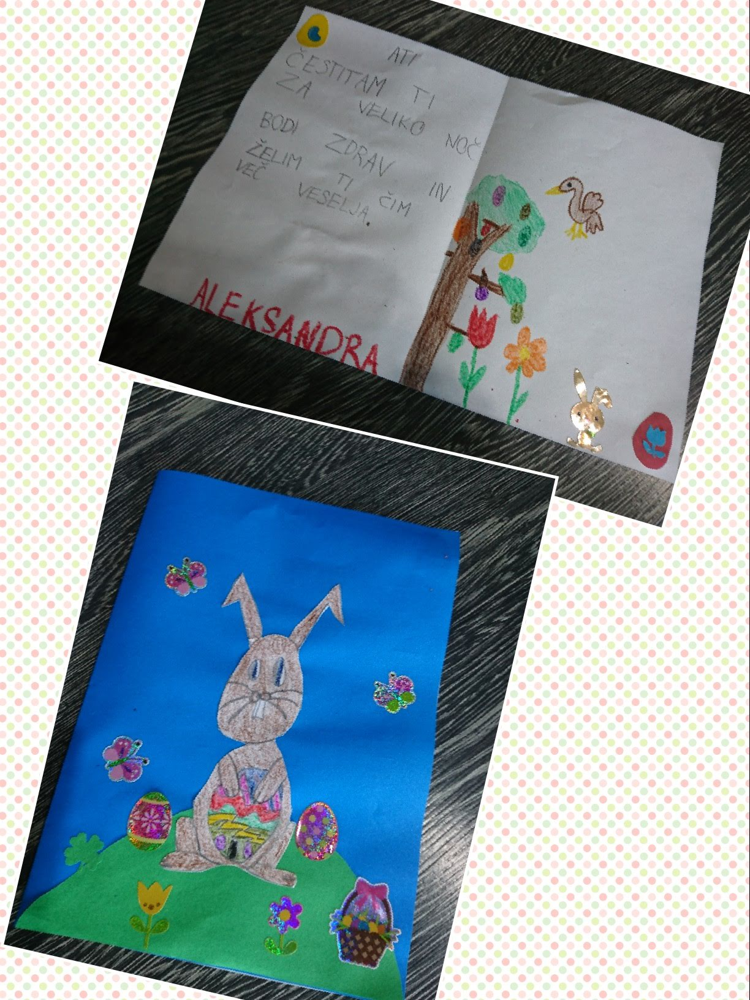 ATI
ČESTITAM TI
ZA VELIKO NOČ
BODI ZDRAV IN
ŽELIM TI ČIM
VEČ VESELJA.
ALEKSANDRA